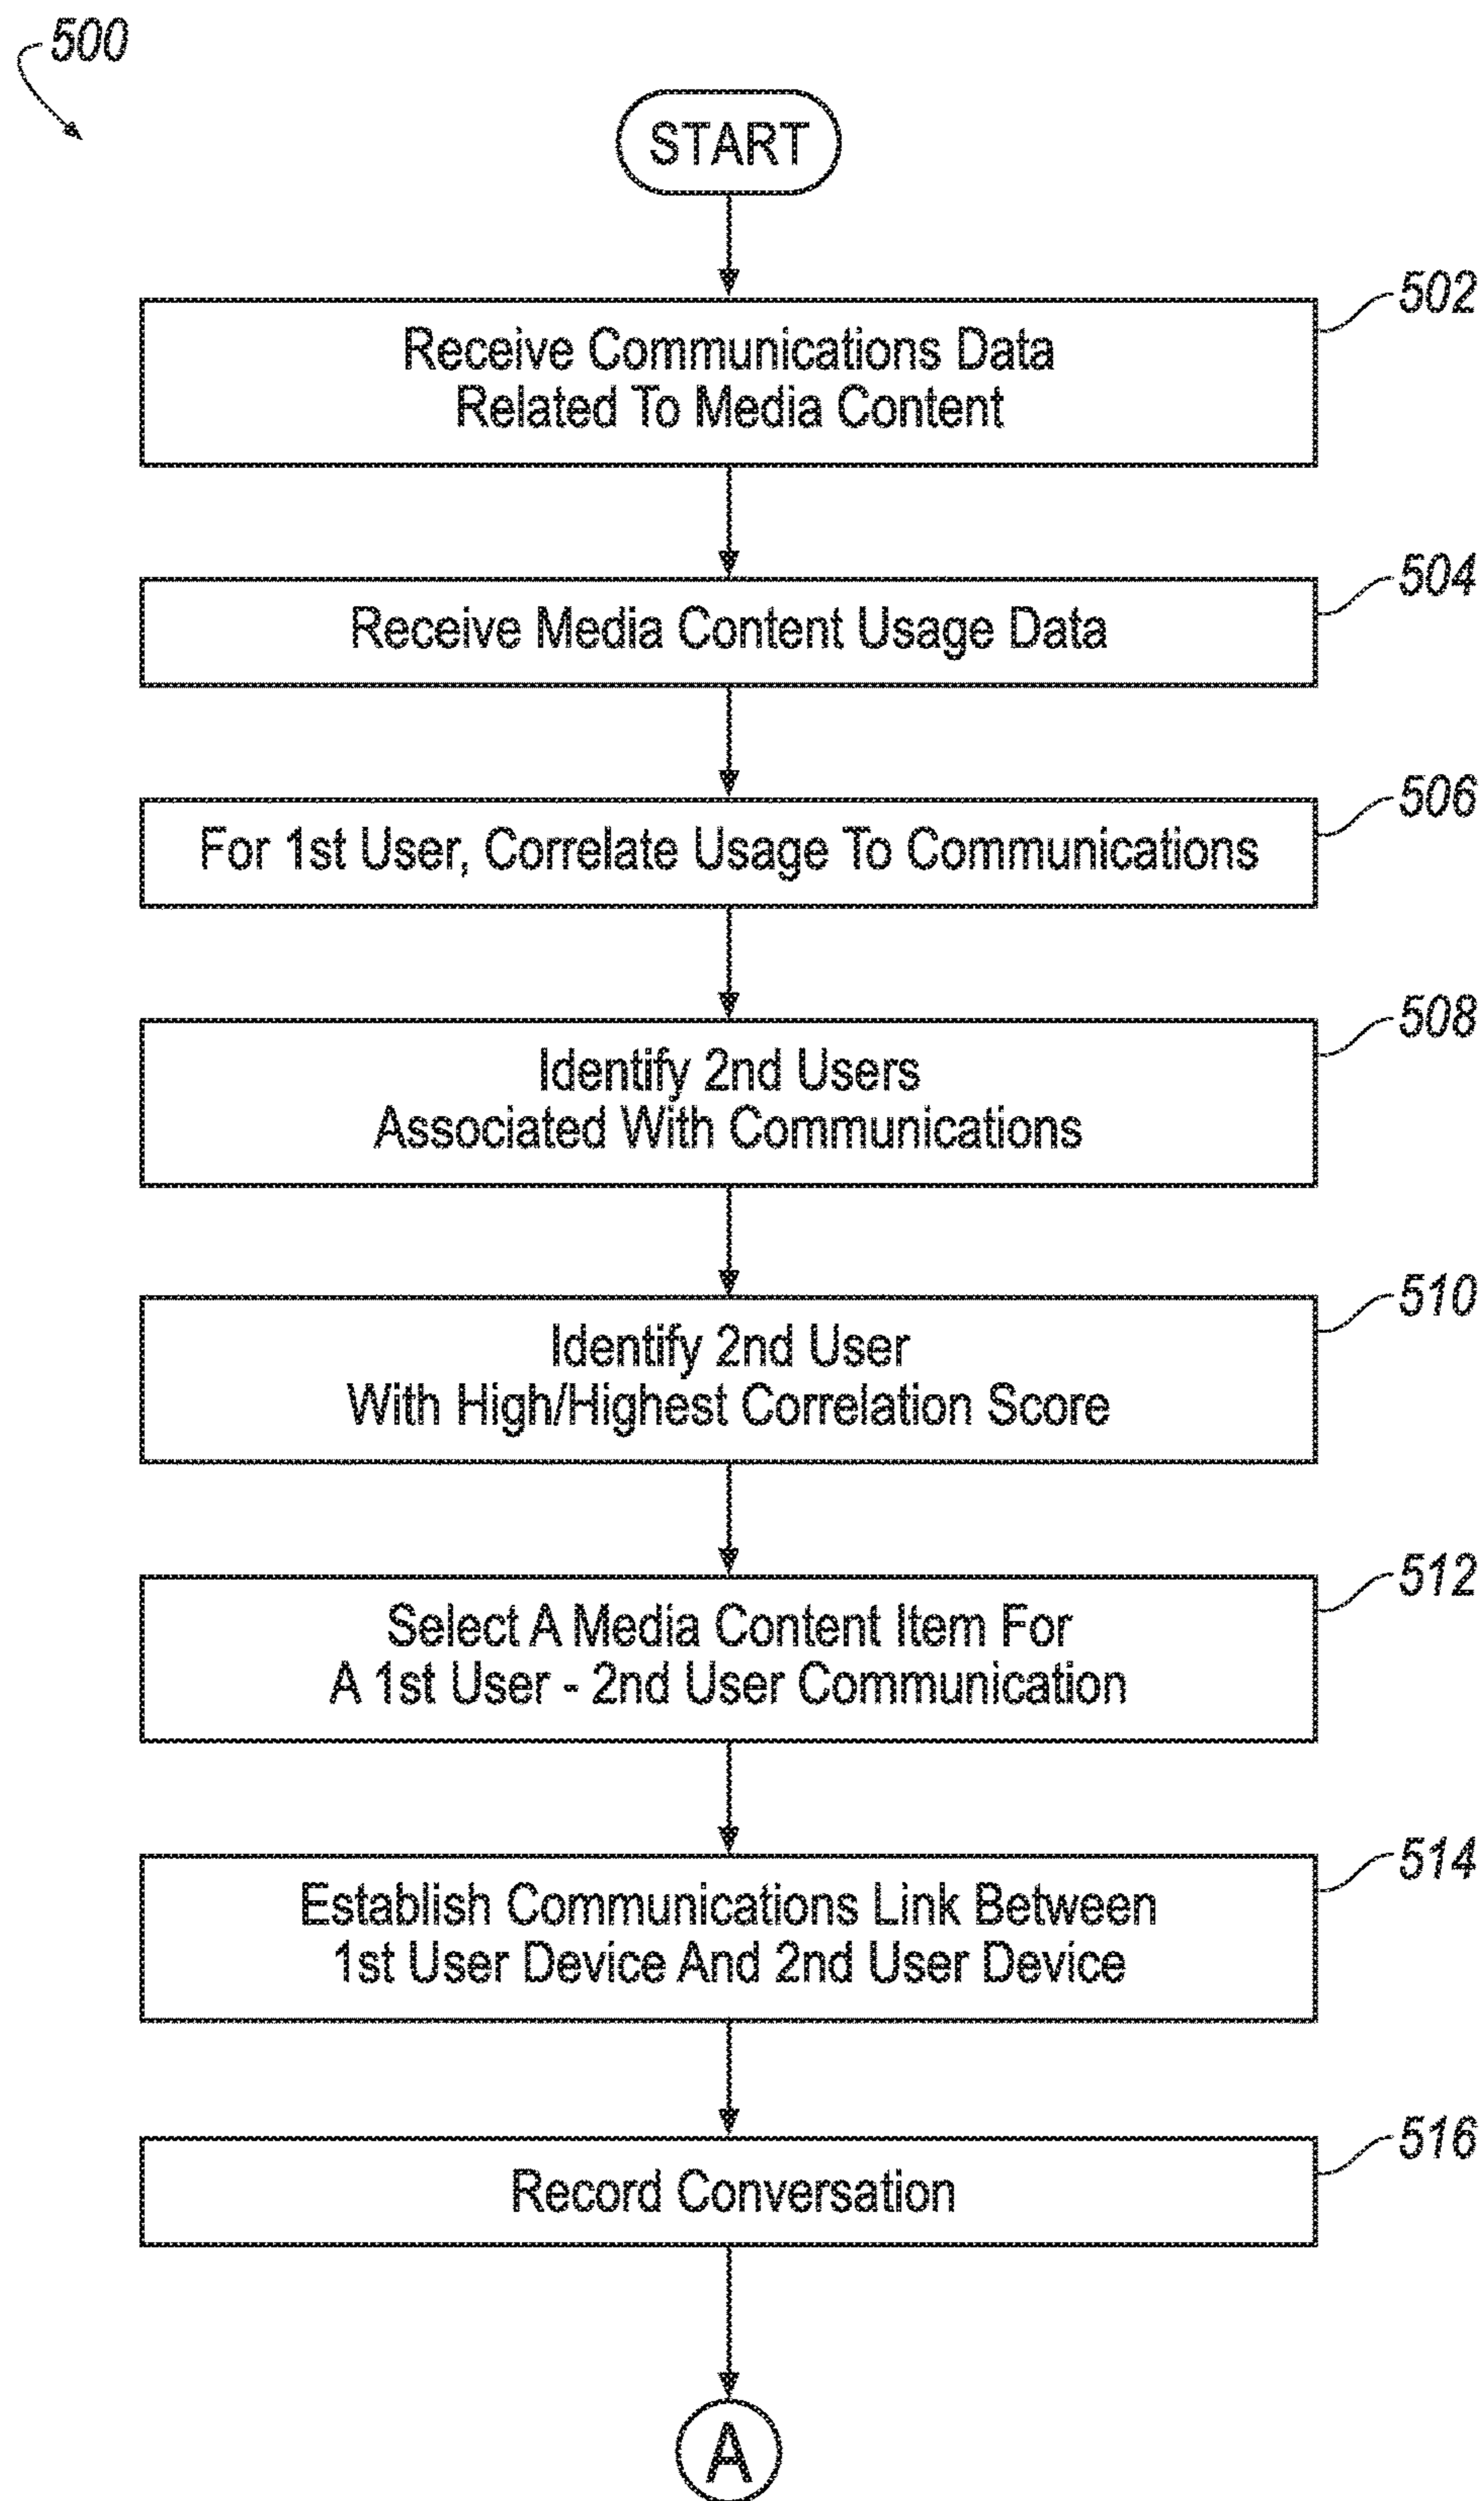 500
START
502
Receive Communications Data
Related To Media Content
504
Receive Media Content Usage Data
506
For 1st User, Correlate Usage To Communications
508
Identify 2nd Users
Associated With Communications
510
Identify 2nd User
With High/Highest Correlation Score
512
Select A Media Content Item For
A 1st User - 2nd User Communication
514
Establish Communications Link Between
1st User Device And 2nd User Device
516
Record Conversation
A